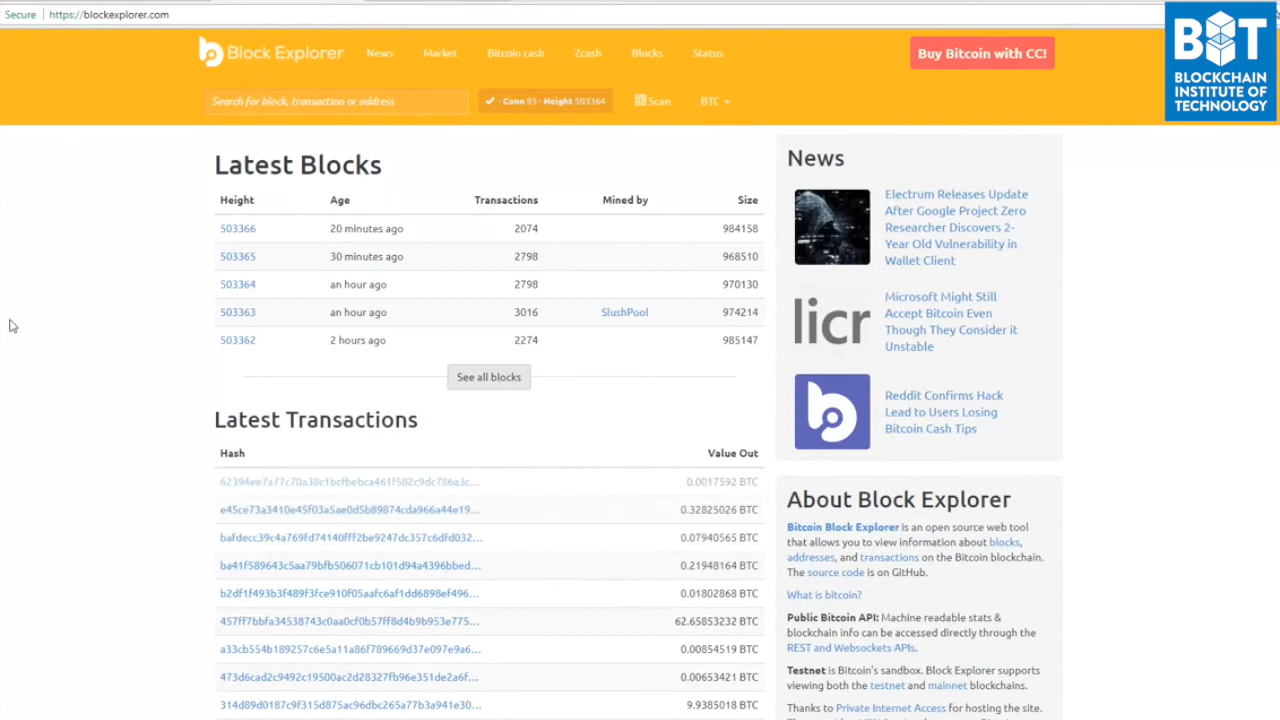 Secure https://blockexplorer.com
Block Explorer News Market Bitcoin cash Zcash Blocks Status Buy Bitcoin with CC!
BIT
BLOCKCHAIN
INSTITUTE OF
TECHNOLOGY
Search for block, transaction or address ✔ · Conn 95 · Height 503364 Scan BTC
Latest Blocks
Height Age Transactions Mined by Size
503366 20 minutes ago 2074 984158
503365 30 minutes ago 2798 968510
503364 an hour ago 2798 970130
503363 an hour ago 3016 SlushPool 974214
503362 2 hours ago 2274 985147
See all blocks
Latest Transactions
Hash Value Out
62394ee7a77c70a38c1bcfbebca461f582c9dc786a3c... 0.0017592 BTC
e45ce73a3410e45f03a5ae0d5b89874cda966a44e19... 0.32825026 BTC
bafdecc39c4a769fd74140fff2be9247dc357c6dfd032... 0.07940565 BTC
ba41f589643c5aa79bfb506071cb101d94a4396bbed... 0.21948164 BTC
b2df1f493b3f489f3fce910f05aafc6af1dd6898ef496... 0.01802868 BTC
457ff7bbfa34538743c0aa0cf0b57ff8d4b9b953e775... 62.65853232 BTC
a33cb554b189257c6e5a11a86f789669d37e097e9a6... 0.00854519 BTC
473d6cad2c9492c19500ac2d28327fb96e351de2a6f... 0.00653421 BTC
314d89d0187c9f315d875ac96dbc265a77b3a941e30... 9.9385018 BTC
News
Electrum Releases Update
After Google Project Zero
Researcher Discovers 2-
Year Old Vulnerability in
Wallet Client
licr
Microsoft Might Still
Accept Bitcoin Even
Though They Consider it
Unstable
Reddit Confirms Hack
Lead to Users Losing
Bitcoin Cash Tips
About Block Explorer
Bitcoin Block Explorer is an open source web tool
that allows you to view information about blocks,
addresses, and transactions on the Bitcoin blockchain.
The source code is on GitHub.
What is bitcoin?
Public Bitcoin API: Machine readable stats &
blockchain info can be accessed directly through the
REST and Websockets APIs.
Testnet is Bitcoin's sandbox. Block Explorer supports
viewing both the testnet and mainnet blockchains.
Thanks to Private Internet Access for hosting the site.